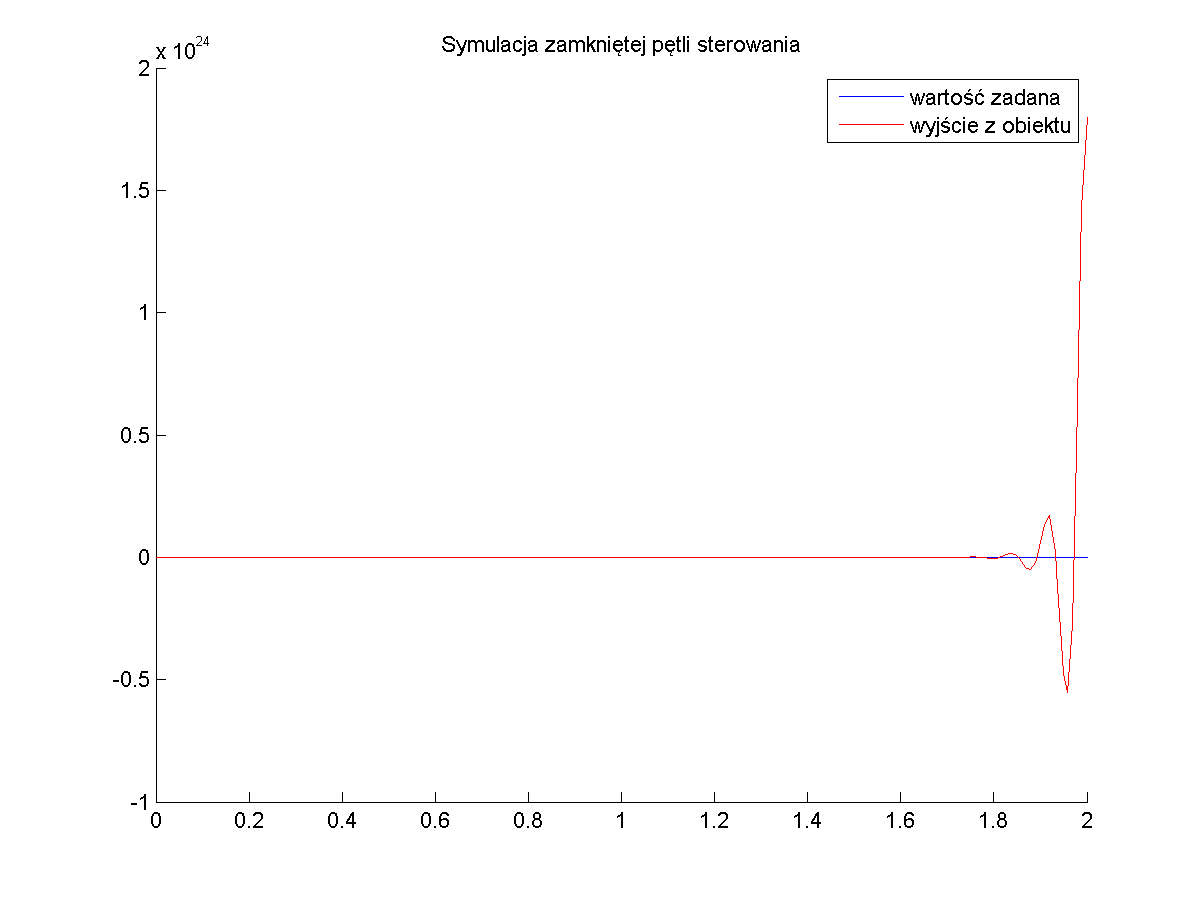 Symulacja zamkniętej pętli sterowania
x 10^24
wartość zadana
wyjście z obiektu
2
1.5
1
0.5
0
-0.5
-1
0 0.2 0.4 0.6 0.8 1 1.2 1.4 1.6 1.8 2